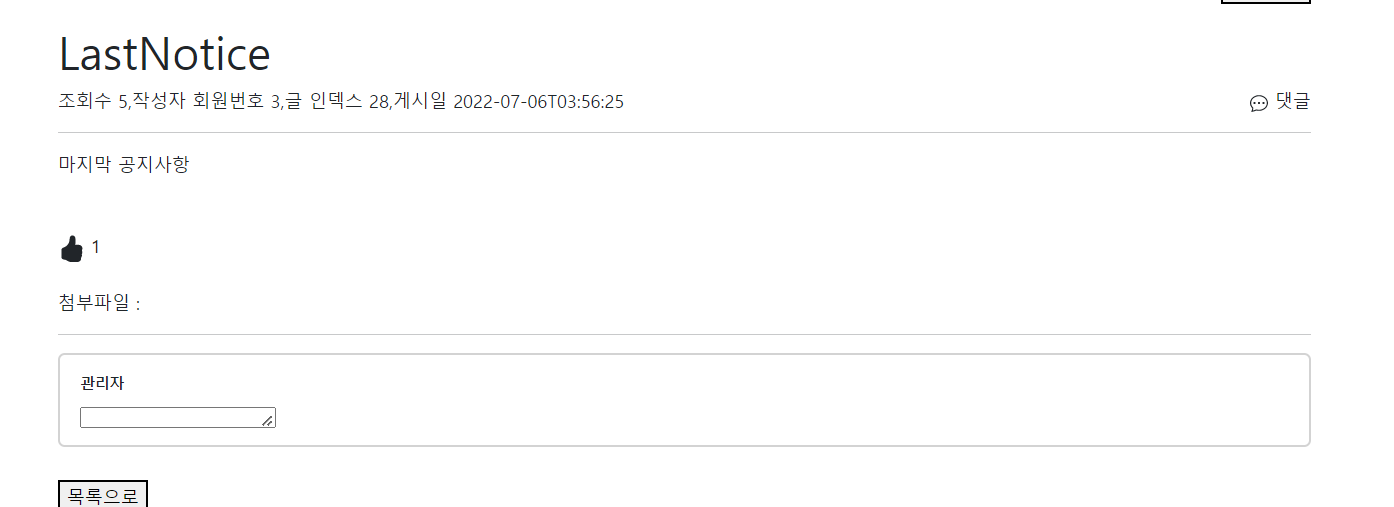 LastNotice
조회수 5,작성자 회원번호 3,글 인덱스 28,게시일 2022-07-06T03:56:25 댓글
마지막 공지사항
1
첨부파일 :
관리자
목록으로